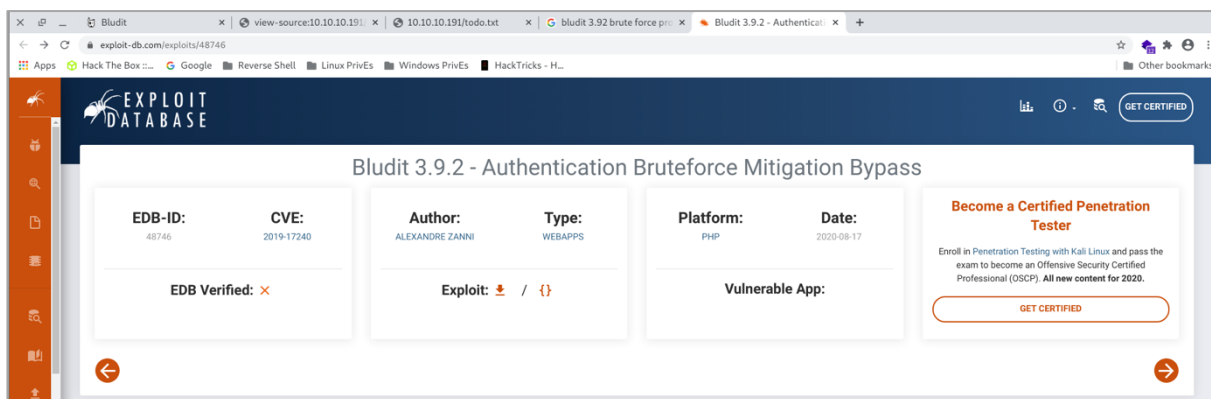 Bludit
view-source:10.10.10.191/
10.10.10.191/todo.txt
bludit 3.92 brute force pro
Bludit 3.9.2 - Authenticati
exploit-db.com/exploits/48746
Apps
Hack The Box ::...
Google
Reverse Shell
Linux PrivEs
Windows PrivEs
HackTricks - H...
Other bookmarks
EXPLOIT
DATABASE
GET CERTIFIED
Bludit 3.9.2 - Authentication Bruteforce Mitigation Bypass
EDB-ID:
48746
CVE:
2019-17240
EDB Verified: ×
Author:
ALEXANDRE ZANNI
Type:
WEBAPPS
Exploit: / {}
Platform:
PHP
Date:
2020-08-17
Vulnerable App:
Become a Certified Penetration
Tester
Enroll in Penetration Testing with Kali Linux and pass the
exam to become an Offensive Security Certified
Professional (OSCP). All new content for 2020.
GET CERTIFIED